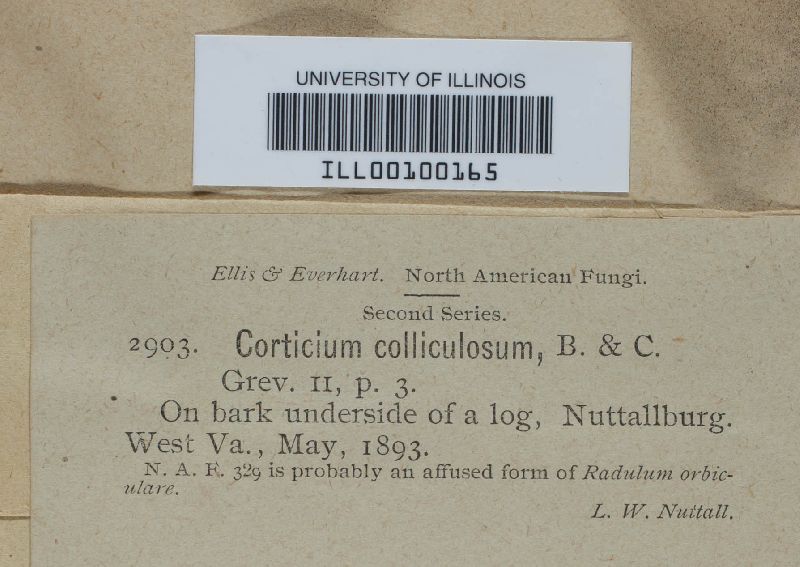 UNIVERSITY OF ILLINOIS
ILL00100165
Ellis & Everhart. North American Fungi.
Second Series.
2903. Corticium colliculosum, B. & C.
Grev. II, p. 3.
On bark underside of a log, Nuttallburg.
West Va., May, 1893.
N. A. F. 329 is probably an affused form of Radulum orbic-
ulare.
L. W. Nuttall.